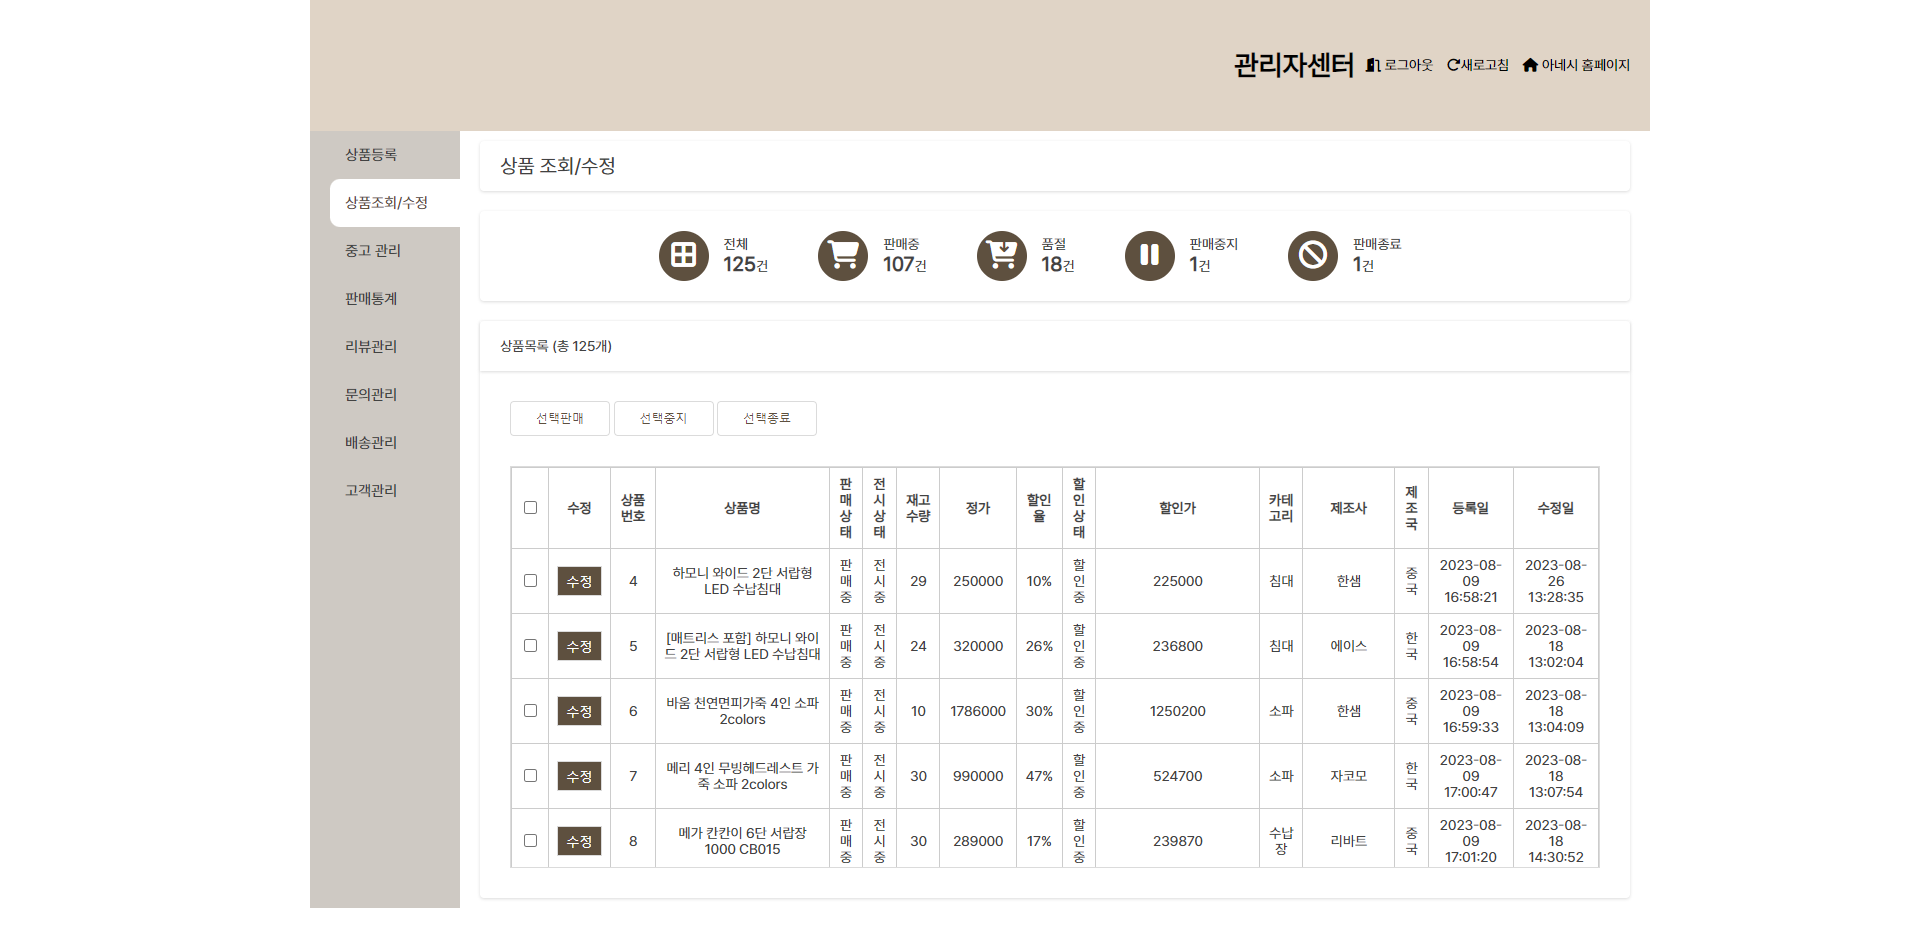 관리자센터 로그아웃 새로고침 아네시 홈페이지
상품등록
상품조회/수정
중고 관리
판매통계
리뷰관리
문의관리
배송관리
고객관리
상품 조회/수정
전체
125건
판매중
107건
품절
18건
판매중지
1건
판매종료
1건
상품목록 (총 125개)
선택판매 선택중지 선택종료
수정
상품
번호
상품명
판
매
상
태
전
시
상
태
재고
수량
정가
할인
율
할
인
상
태
할인가
카테
고리
제조사
제
조
국
등록일
수정일
수정
4
하모니 와이드 2단 서랍형
LED 수납침대
판
매
중
전
시
중
29
250000
10%
할
인
중
225000
침대
한샘
중
국
2023-08-
09
16:58:21
2023-08-
26
13:28:35
수정
5
[매트리스 포함] 하모니 와이
드 2단 서랍형 LED 수납침대
판
매
중
전
시
중
24
320000
26%
할
인
중
236800
침대
에이스
한
국
2023-08-
09
16:58:54
2023-08-
18
13:02:04
수정
6
바움 천연면피가죽 4인 소파
2colors
판
매
중
전
시
중
10
1786000
30%
할
인
중
1250200
소파
한샘
중
국
2023-08-
09
16:59:33
2023-08-
18
13:04:09
수정
7
메리 4인 무빙헤드레스트 가
죽 소파 2colors
판
매
중
전
시
중
30
990000
47%
할
인
중
524700
소파
자코모
한
국
2023-08-
09
17:00:47
2023-08-
18
13:07:54
수정
8
메가 칸칸이 6단 서랍장
1000 CB015
판
매
중
전
시
중
30
289000
17%
할
인
중
239870
수납
장
리바트
중
국
2023-08-
09
17:01:20
2023-08-
18
14:30:52